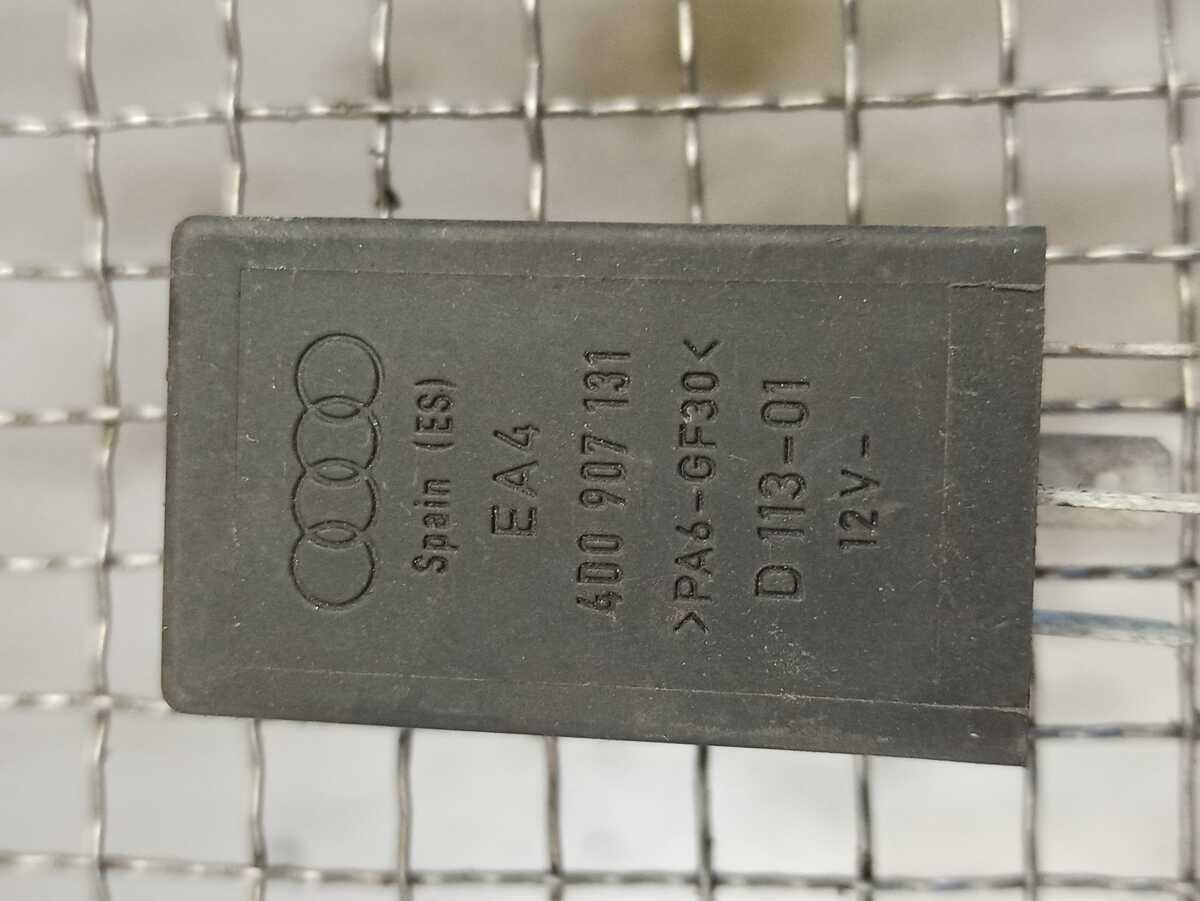 Spain (ES)
EA4
4D0 907 131
>PA6-GF30<
D 113-01
12V-